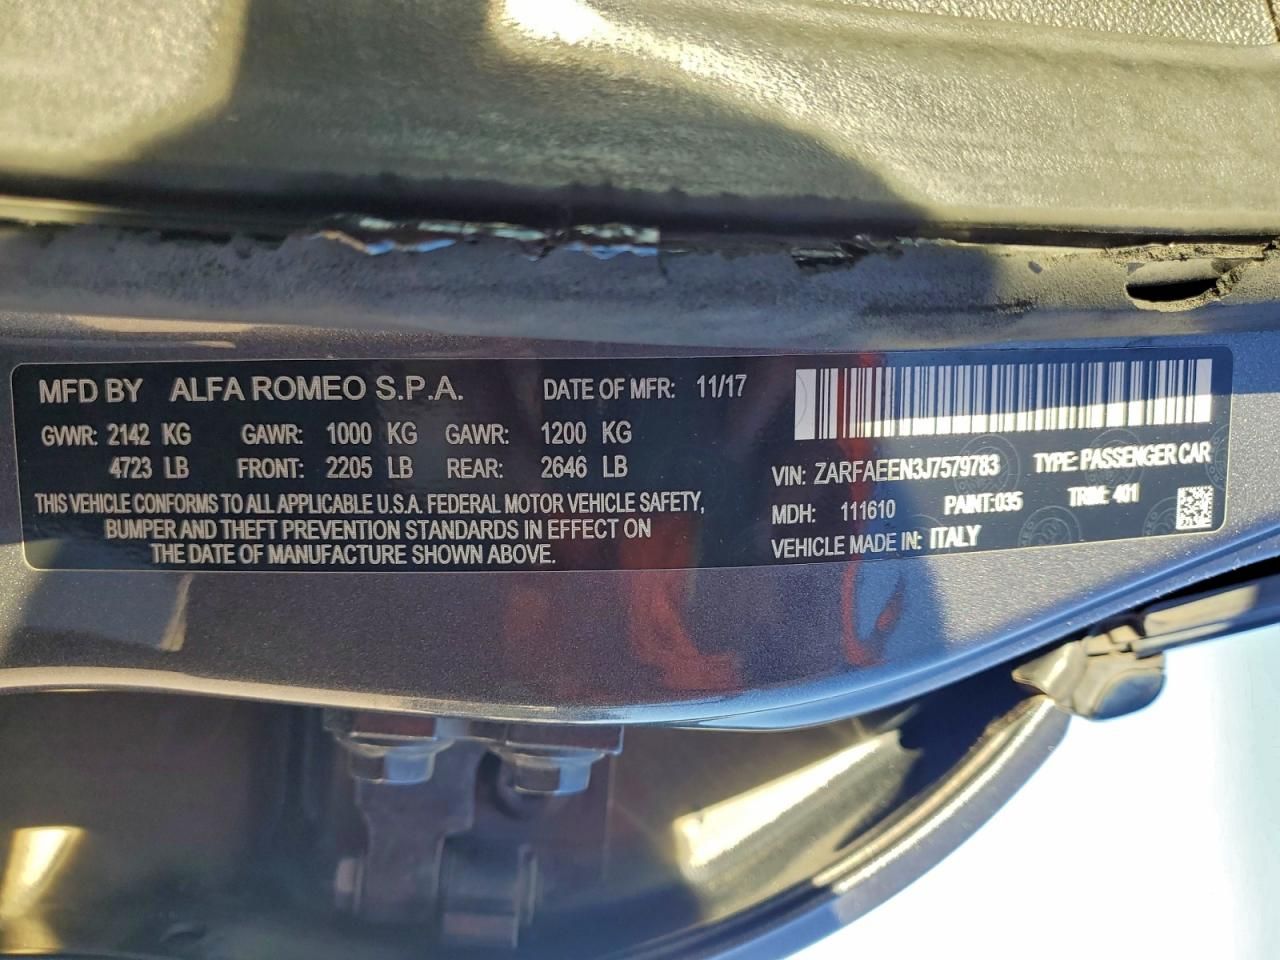 MFD BY ALFA ROMEO S.P.A. DATE OF MFR: 11/17
GVWR: 2142 KG GAWR: 1000 KG GAWR: 1200 KG
4723 LB FRONT: 2205 LB REAR: 2646 LB
THIS VEHICLE CONFORMS TO ALL APPLICABLE U.S.A. FEDERAL MOTOR VEHICLE SAFETY,
BUMPER AND THEFT PREVENTION STANDARDS IN EFFECT ON
THE DATE OF MANUFACTURE SHOWN ABOVE.
VIN: ZARFAEEN3J7579783 TYPE: PASSENGER CAR
MDH: 111610 PAINT:035 TRIM: 401
VEHICLE MADE IN: ITALY